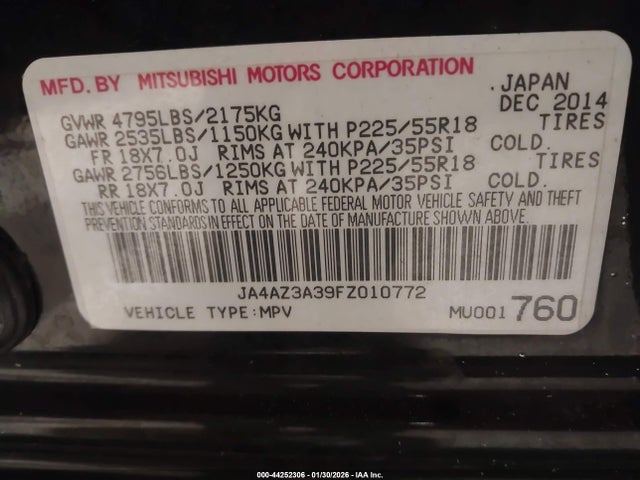 MFD. BY MITSUBISHI MOTORS CORPORATION .JAPAN
GVWR 4795LBS/2175KG DEC 2014
GAWR 2535LBS/1150KG WITH P225/55R18 TIRES
FR 18X7.0J RIMS AT 240KPA/35PSI COLD.
GAWR 2756LBS/1250KG WITH P225/55R18 TIRES
RR 18X7.0J RIMS AT 240KPA/35PSI COLD.
THIS VEHICLE CONFORMS TO ALL APPLICABLE FEDERAL MOTOR VEHICLE SAFETY AND THEFT
PREVENTION STANDARDS IN EFFECT ON THE DATE OF MANUFACTURE SHOWN ABOVE.
JA4AZ3A39FZ010772
VEHICLE TYPE:MPV MU001760
000-44252306 - 01/30/2026 - IAA Inc.